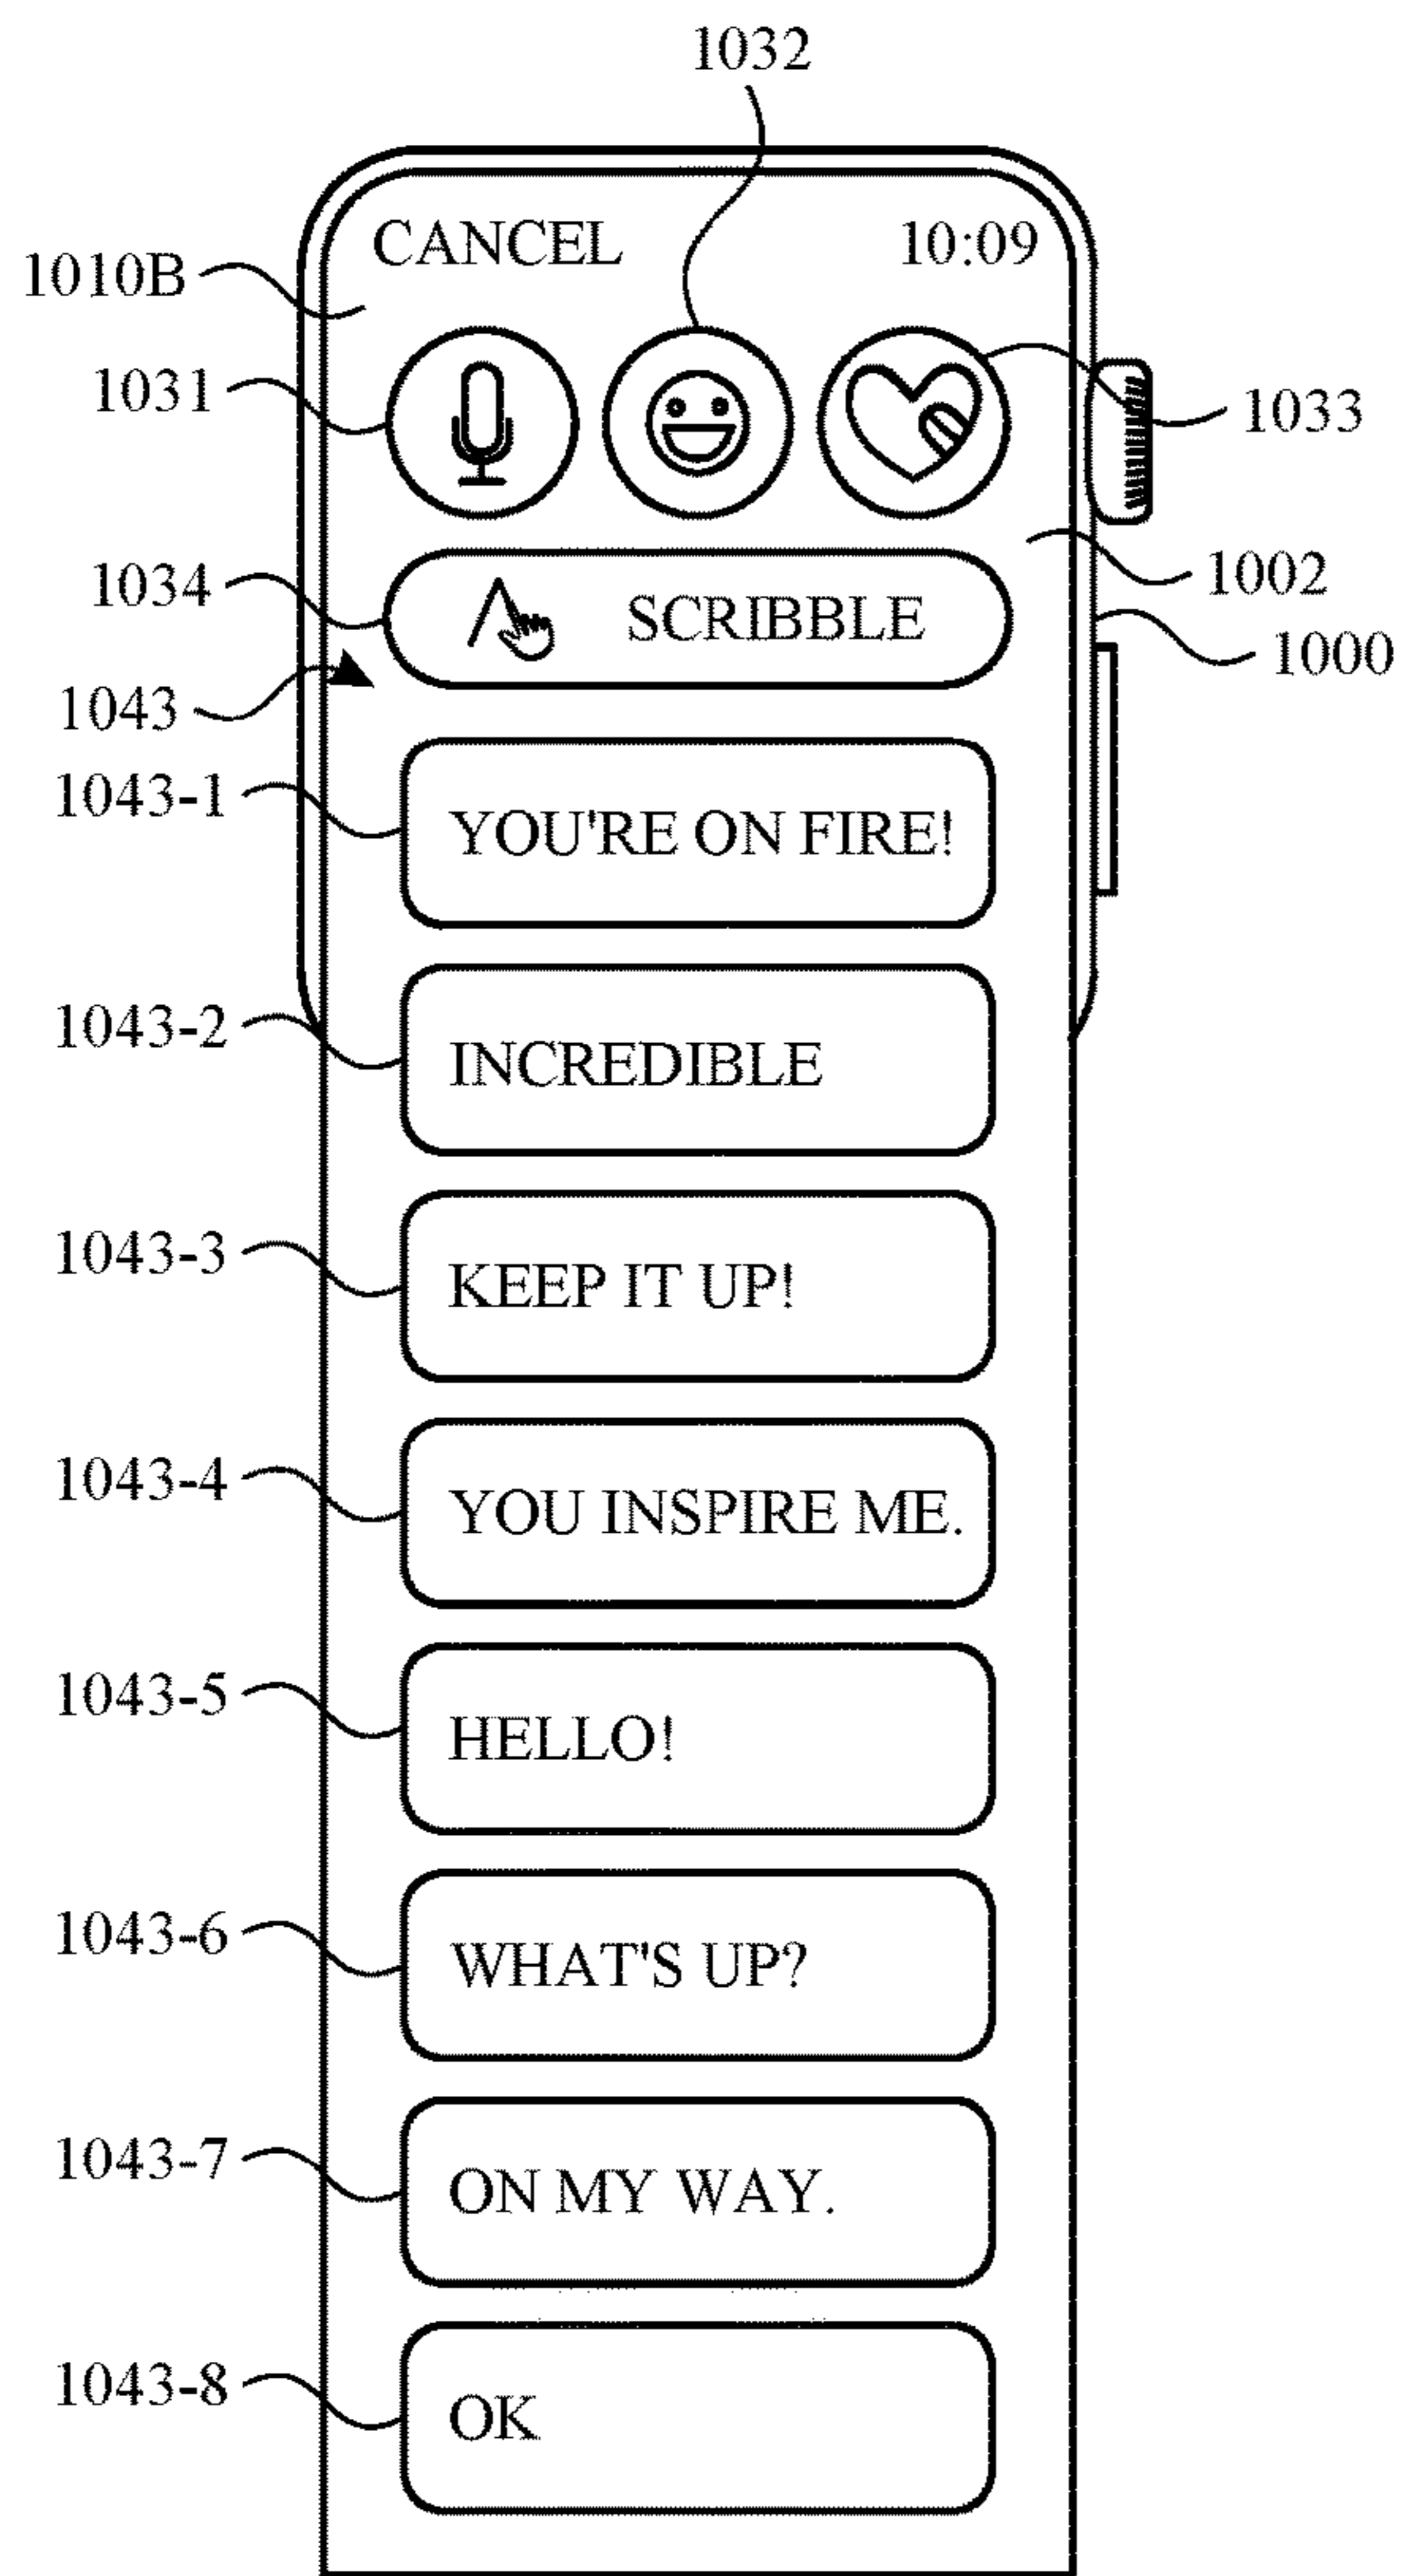 1032
CANCEL 10:09
1010B
1031
1033
1002
1034
SCRIBBLE
1000
1043
1043-1
YOU'RE ON FIRE!
1043-2
INCREDIBLE
1043-3
KEEP IT UP!
1043-4
YOU INSPIRE ME.
1043-5
HELLO!
1043-6
WHAT'S UP?
1043-7
ON MY WAY.
1043-8
OK